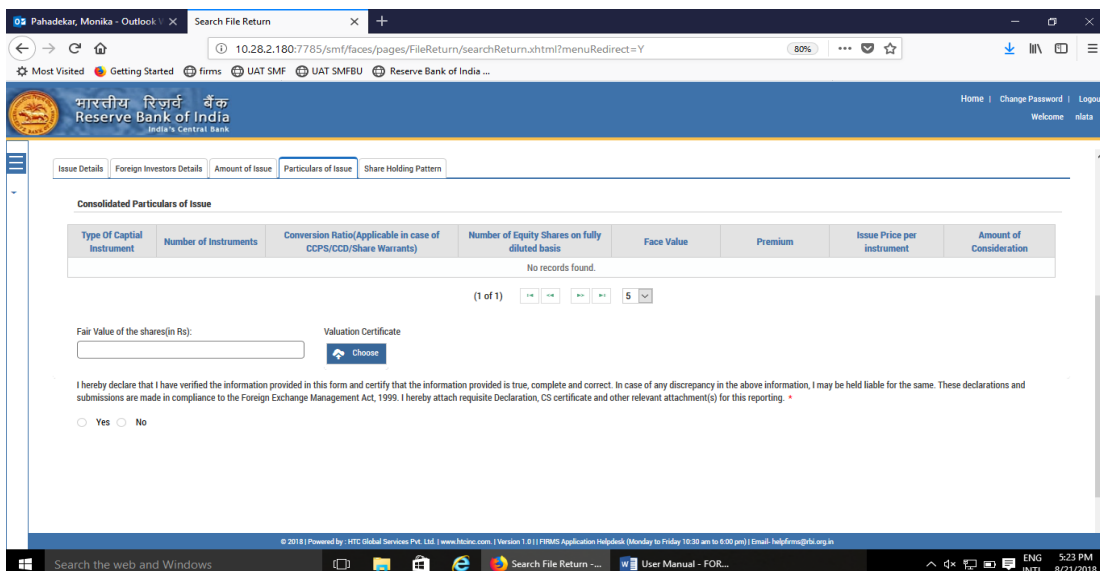 Pahadekar, Monika - Outlook
Search File Return
10.28.2.180:7785/smf/faces/pages/FileReturn/searchReturn.xhtml?menuRedirect=Y
80%
Most Visited Getting Started firms UAT SMF UAT SMFBU Reserve Bank of India ...
भारतीय रिज़र्व बैंक
Reserve Bank of India
India's Central Bank
Home | Change Password | Logou
Welcome nlata
Issue Details Foreign Investors Details Amount of Issue Particulars of Issue Share Holding Pattern
Consolidated Particulars of Issue
Type Of Captial Instrument Number of Instruments Conversion Ratio(Applicable in case of CCPS/CCD/Share Warrants) Number of Equity Shares on fully diluted basis Face Value Premium Issue Price per instrument Amount of Consideration
No records found.
(1 of 1) 5
Fair Value of the shares(in Rs): Valuation Certificate
Choose
I hereby declare that I have verified the information provided in this form and certify that the information provided is true, complete and correct. In case of any discrepancy in the above information, I may be held liable for the same. These declarations and
submissions are made in compliance to the Foreign Exchange Management Act, 1999. I hereby attach requisite Declaration, CS certificate and other relevant attachment(s) for this reporting. *
Yes No
© 2018 | Powered by : HTC Global Services Pvt. Ltd. | www.htcinc.com. | Version 1.0 | | FIRMS Application Helpdesk (Monday to Friday 10:30 am to 6:00 pm) | Email- helpfirms@rbi.org.in
Search the web and Windows
Search File Return -...
User Manual - FOR...
ENG 5:23 PM
INTL 8/21/2018